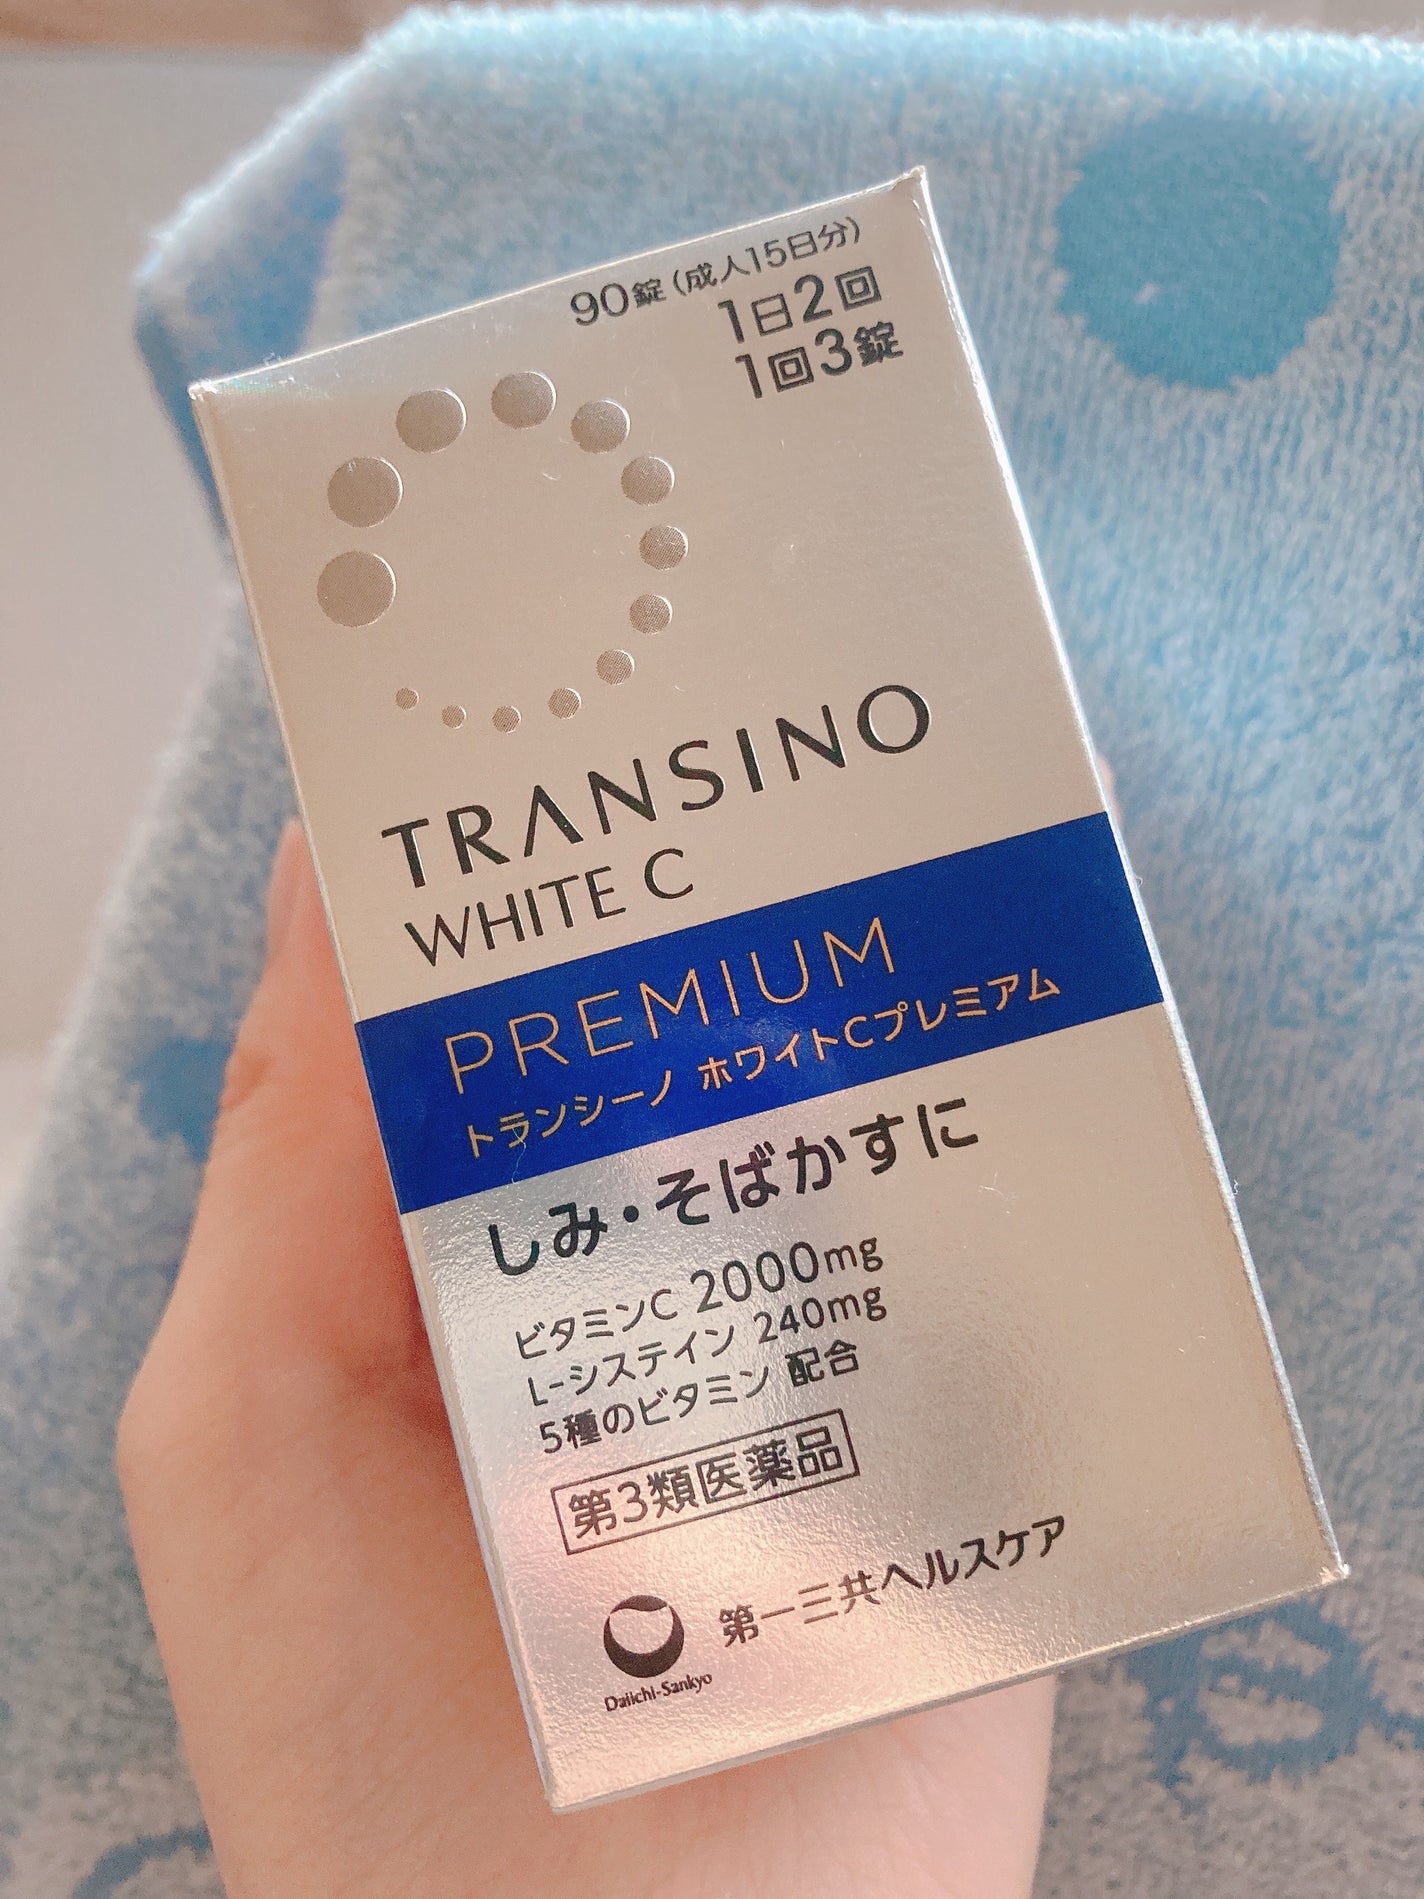 90錠(成人15日分)
1日2回
1回3錠
TRANSINO
WHITE C
PREMIUM
トランシーノ ホワイトCプレミアム
しみ・そばかすに
ビタミンC 2000mg
L-システイン 240mg
5種のビタミン 配合
第3類医薬品
第一三共ヘルスケア
Daiichi-Sankyo